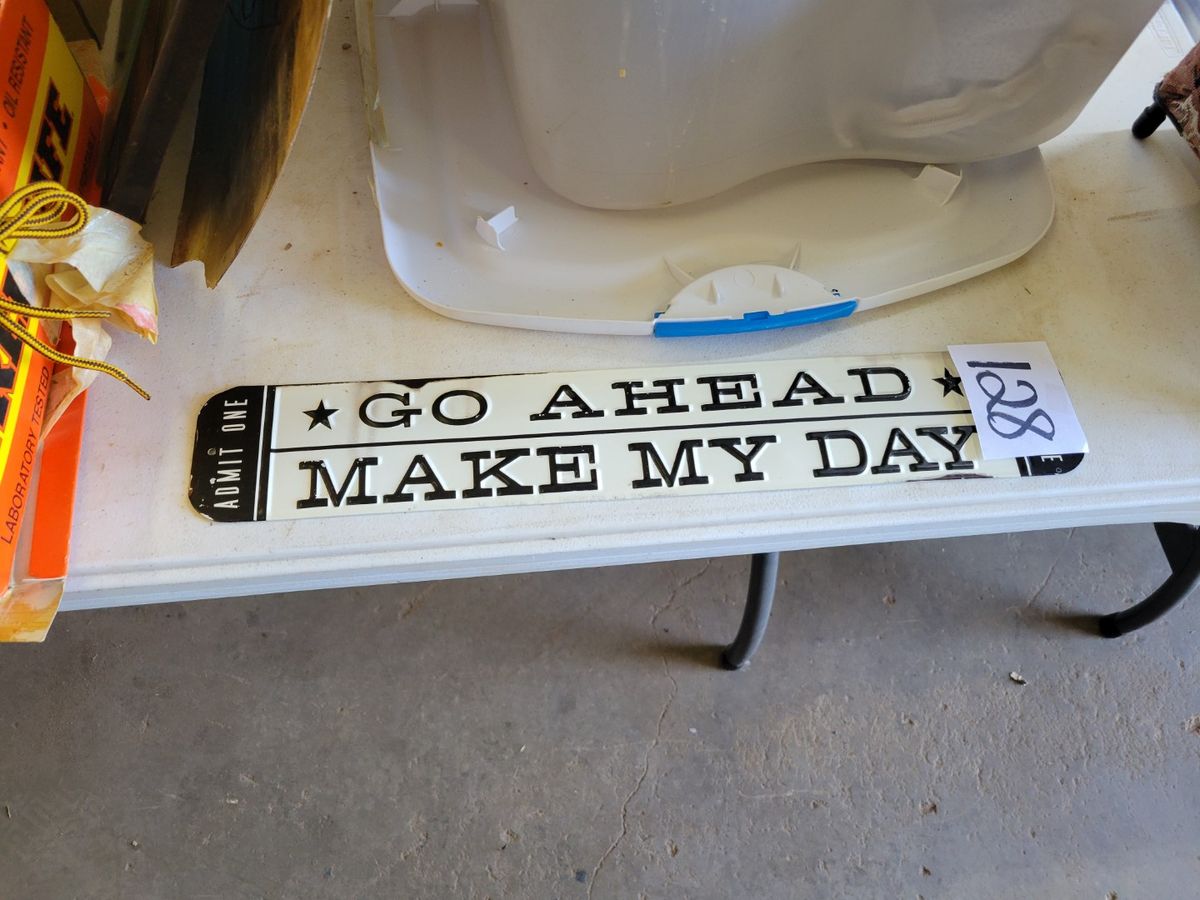 OIL RESISTANT
LABORATORY TESTED
ADMIT ONE
★ GO AHEAD ★
MAKE MY DAY
128